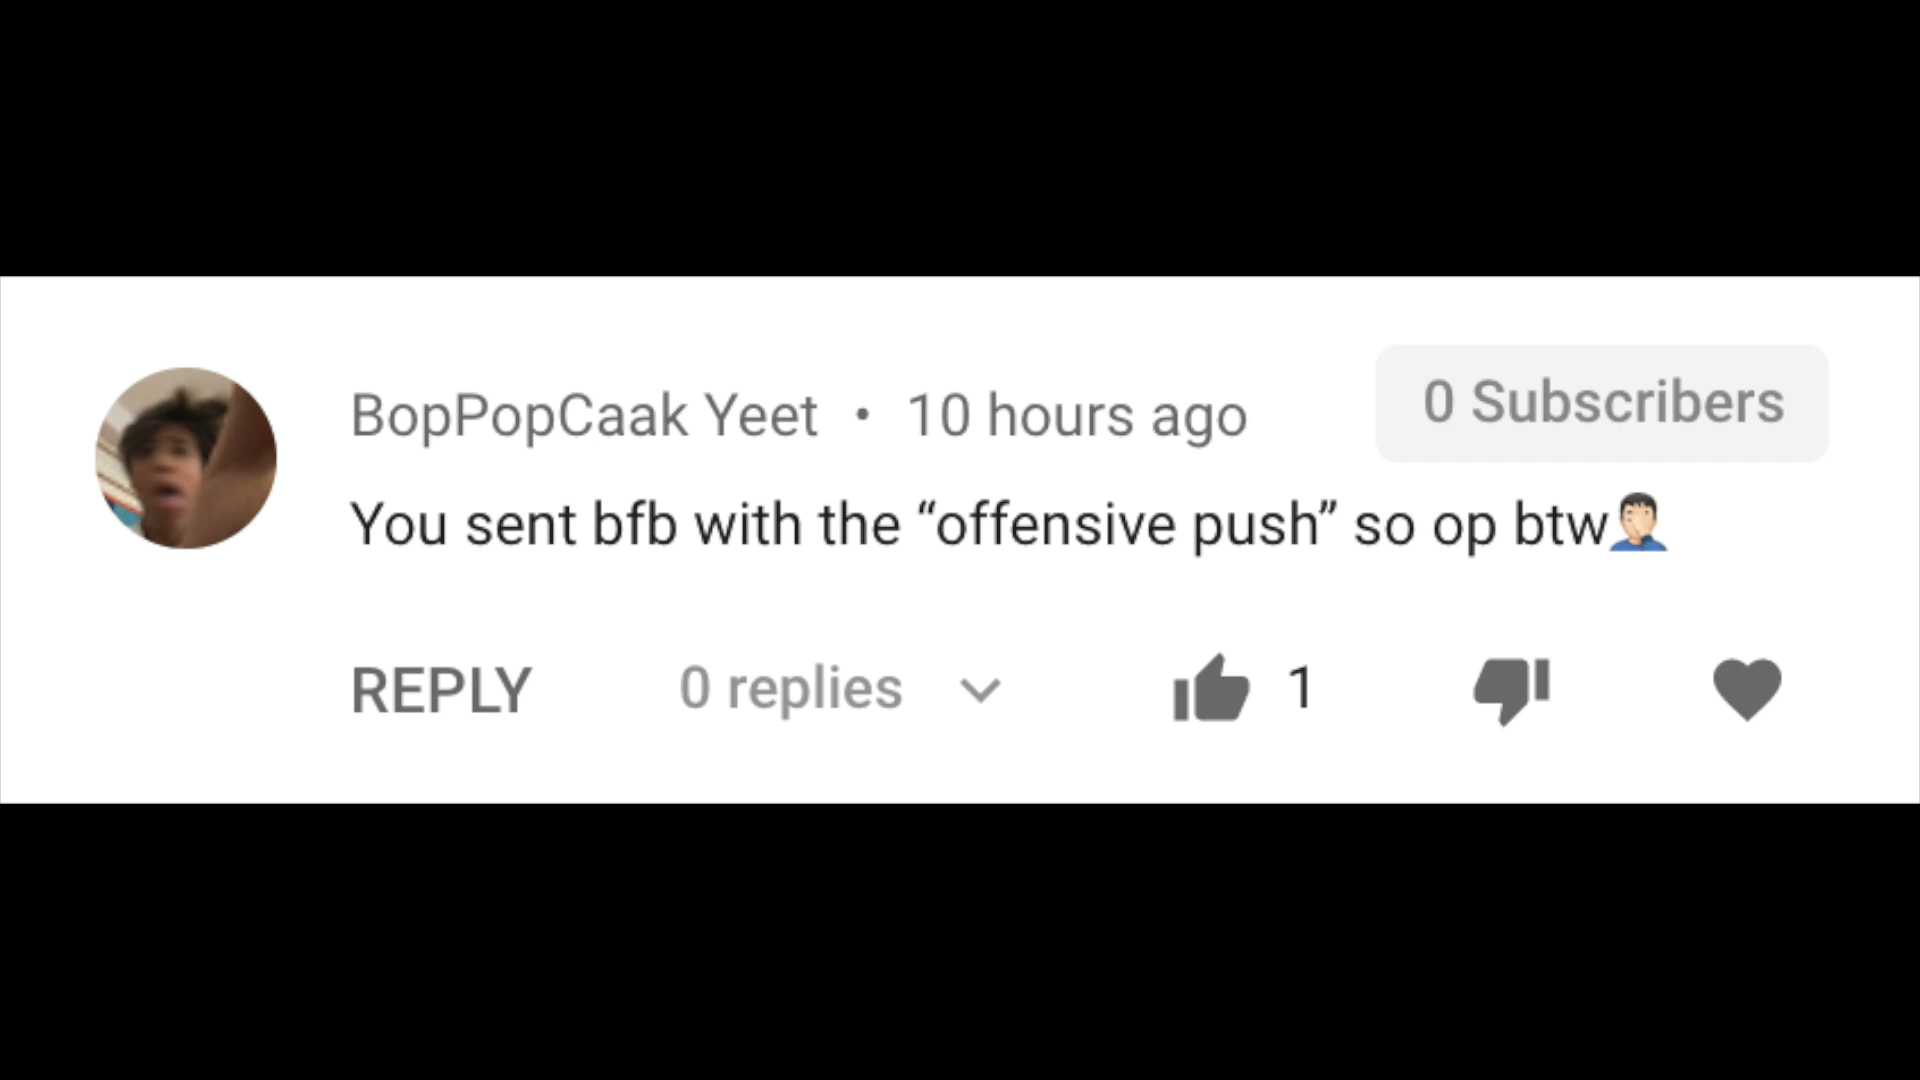 BopPopCaak Yeet • 10 hours ago
0 Subscribers
You sent bfb with the “offensive push” so op btw🤦🏻‍♂️
REPLY 0 replies 1